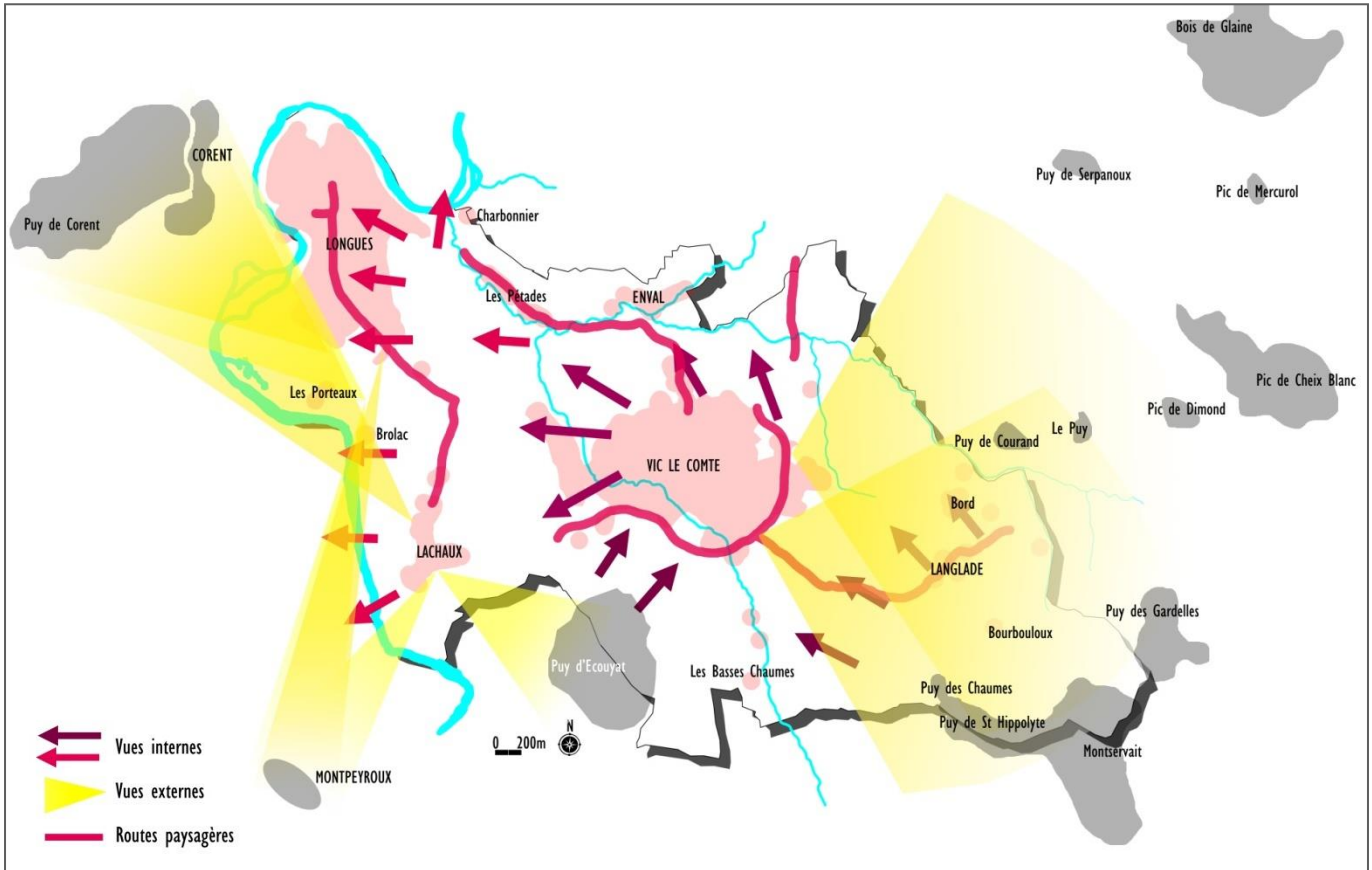 Bois de Glaine
CORENT
Puy de Serpanoux
Pic de Mercurol
Puy de Corent
Charbonnier
LONGUES
Les Pétades
ENVAL
Pic de Cheix Blanc
Les Porteaux
Pic de Dimond
Le Puy
Brolac
Puy de Courand
VIC LE COMTE
Bord
LACHAUX
LANGLADE
Puy des Gardelles
Bourbouloux
Puy d'Ecouyat
Les Basses Chaumes
Puy des Chaumes
Puy de St Hippolyte
Montservait
0 200m
N
MONTPEYROUX
Vues internes
Vues externes
Routes paysagères